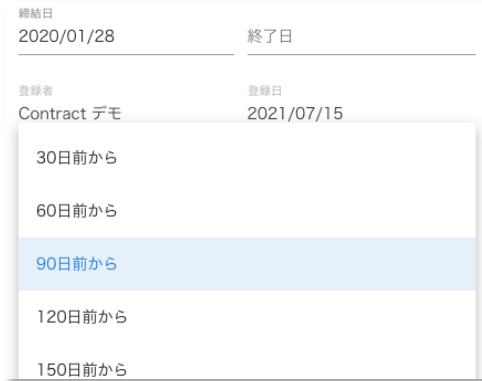 締結日
2020/01/28 終了日
登録者 登録日
Contract デモ 2021/07/15
30日前から
60日前から
90日前から
120日前から
150日前から